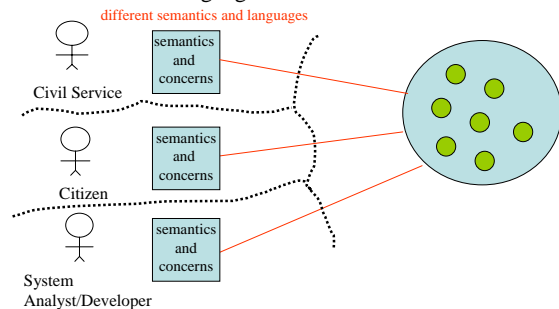 different semantics and languages
semantics
and
concerns
Civil Service
semantics
and
concerns
Citizen
semantics
and
concerns
System
Analyst/Developer